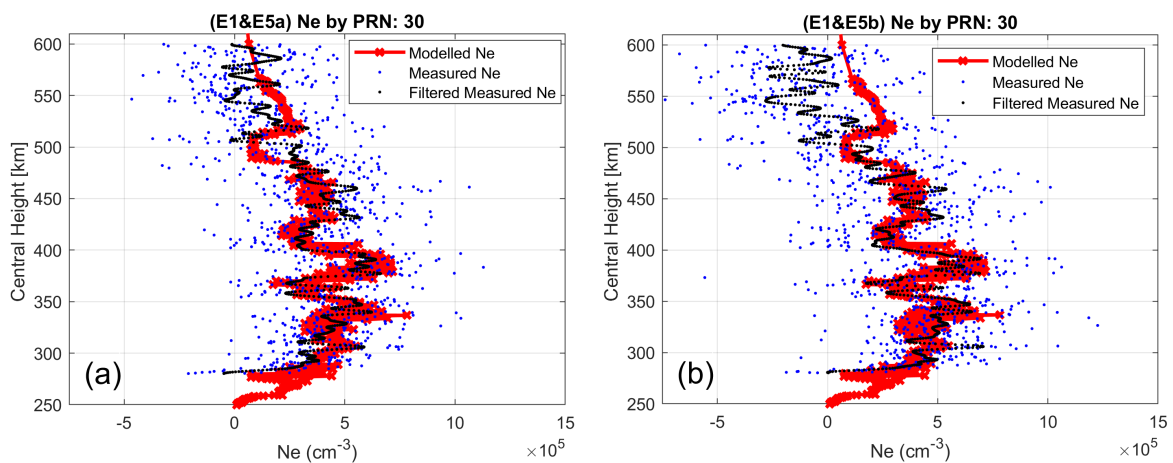 (E1&E5a) Ne by PRN: 30
Modelled Ne
Measured Ne
Filtered Measured Ne
Central Height [km]
600
550
500
450
400
350
300
250
(a)
-5
0
5
10
15
Ne (cm⁻³)
×10⁵
(E1&E5b) Ne by PRN: 30
Modelled Ne
Measured Ne
Filtered Measured Ne
Central Height [km]
600
550
500
450
400
350
300
250
(b)
-5
0
5
10
15
Ne (cm⁻³)
×10⁵